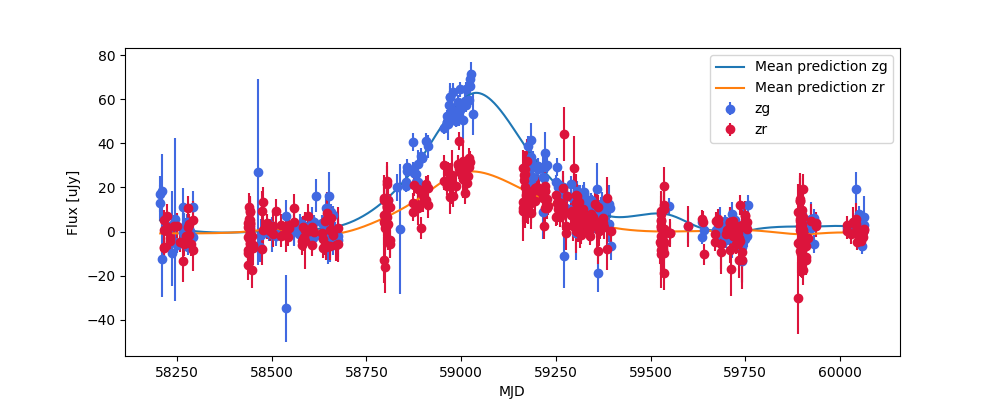 80
60
40
20
0
−20
−40
Flux [uJy]
58250
58500
58750
59000
59250
59500
59750
60000
MJD
Mean prediction zg
Mean prediction zr
zg
zr